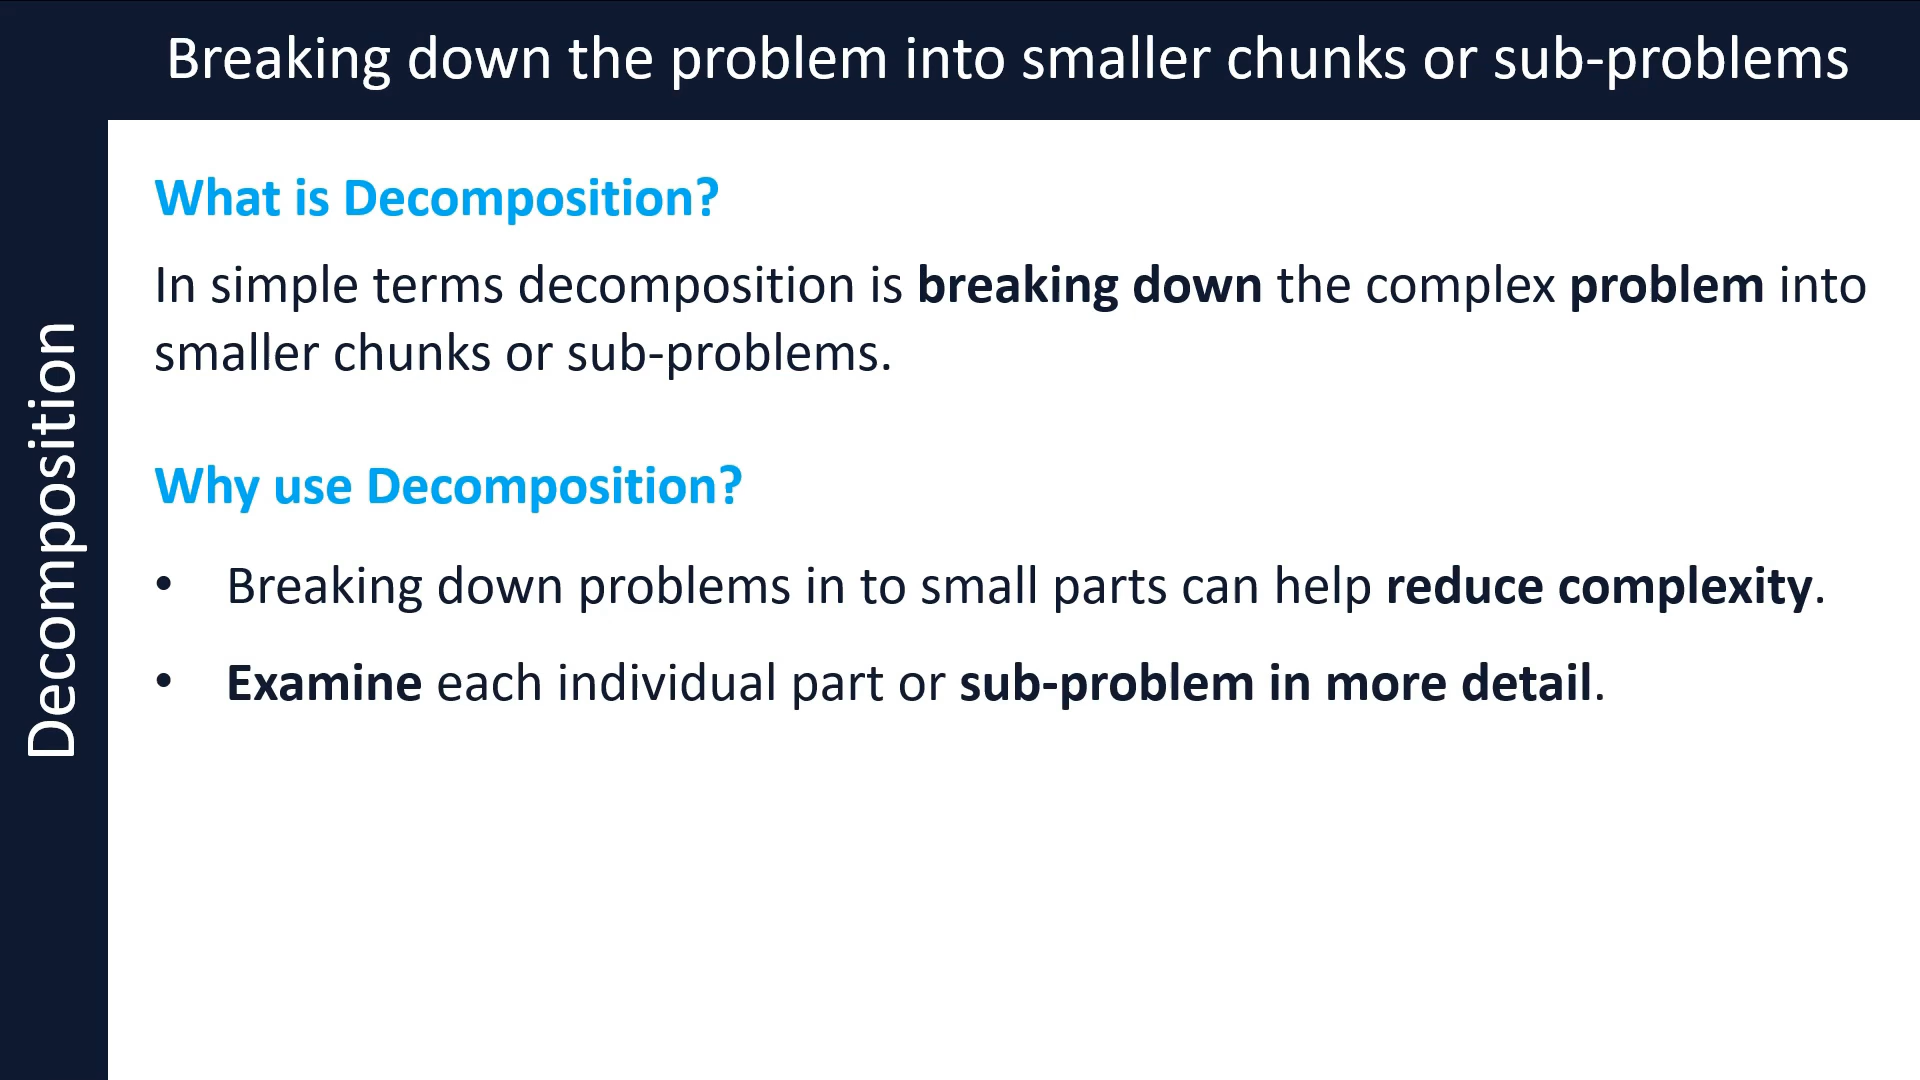 Breaking down the problem into smaller chunks or sub-problems
Decomposition
What is Decomposition?
In simple terms decomposition is breaking down the complex problem into
smaller chunks or sub-problems.
Why use Decomposition?
• Breaking down problems in to small parts can help reduce complexity.
• Examine each individual part or sub-problem in more detail.